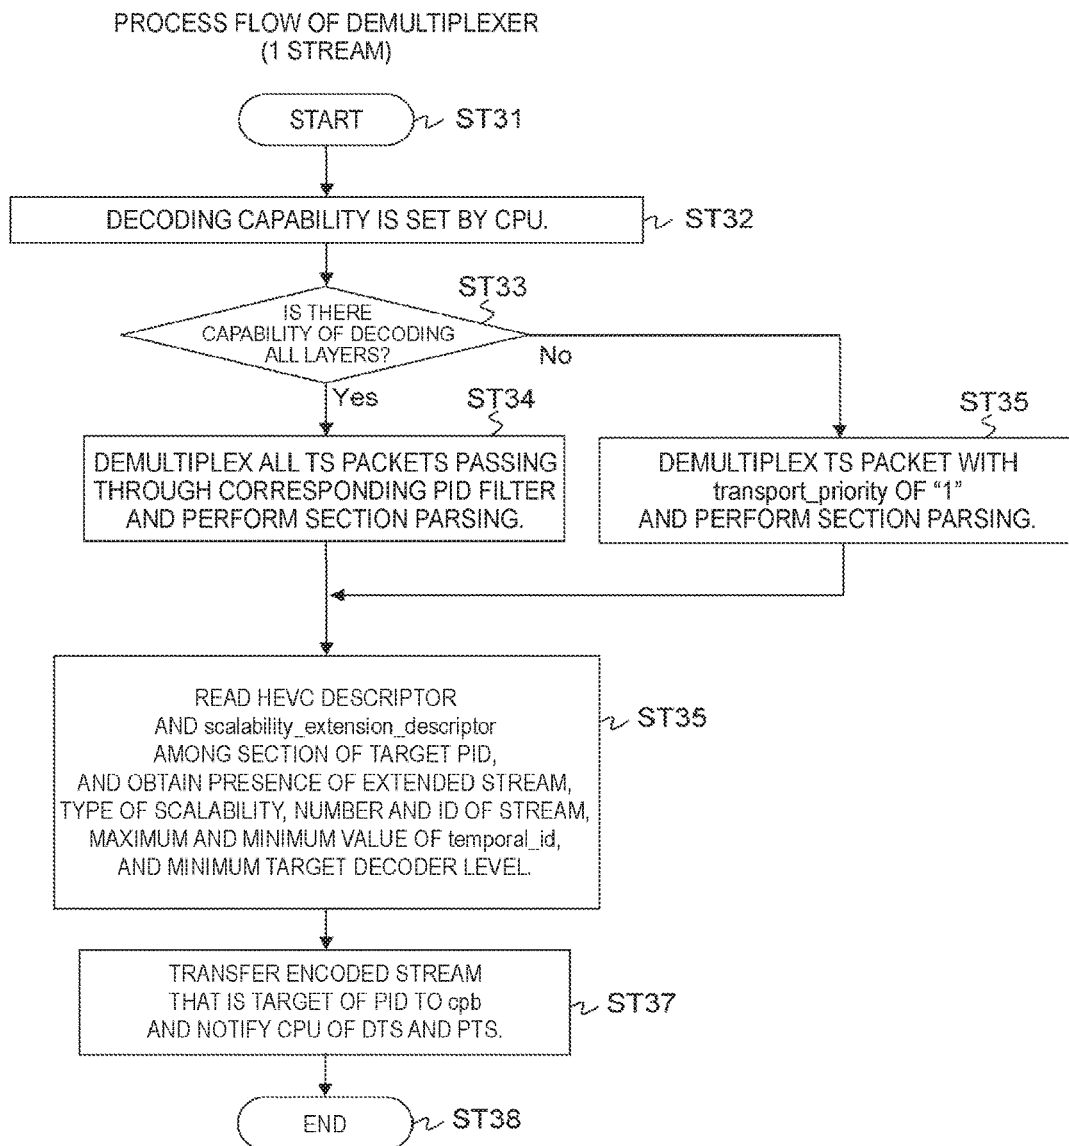 PROCESS FLOW OF DEMULTIPLEXER
(1 STREAM)
START
ST31
DECODING CAPABILITY IS SET BY CPU.
ST32
ST33
IS THERE
CAPABILITY OF DECODING
ALL LAYERS?
No
Yes
ST34
DEMULTIPLEX ALL TS PACKETS PASSING
THROUGH CORRESPONDING PID FILTER
AND PERFORM SECTION PARSING.
ST35
DEMULTIPLEX TS PACKET WITH
transport_priority OF “1”
AND PERFORM SECTION PARSING.
READ HEVC DESCRIPTOR
AND scalability_extension_descriptor
AMONG SECTION OF TARGET PID,
AND OBTAIN PRESENCE OF EXTENDED STREAM,
TYPE OF SCALABILITY, NUMBER AND ID OF STREAM,
MAXIMUM AND MINIMUM VALUE OF temporal_id,
AND MINIMUM TARGET DECODER LEVEL.
ST35
TRANSFER ENCODED STREAM
THAT IS TARGET OF PID TO cpb
AND NOTIFY CPU OF DTS AND PTS.
ST37
END
ST38